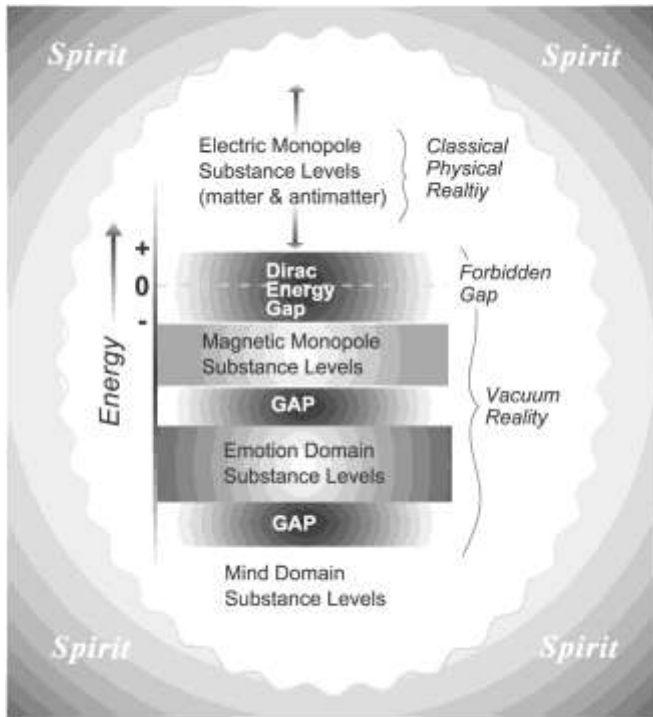 Spirit
Spirit
Electric Monopole
Substance Levels
(matter & antimatter)
Classical
Physical
Realtiy
Energy
+
0
-
Dirac
Energy
Gap
Forbidden
Gap
Magnetic Monopole
Substance Levels
GAP
Vacuum
Reality
Emotion Domain
Substance Levels
GAP
Mind Domain
Substance Levels
Spirit
Spirit